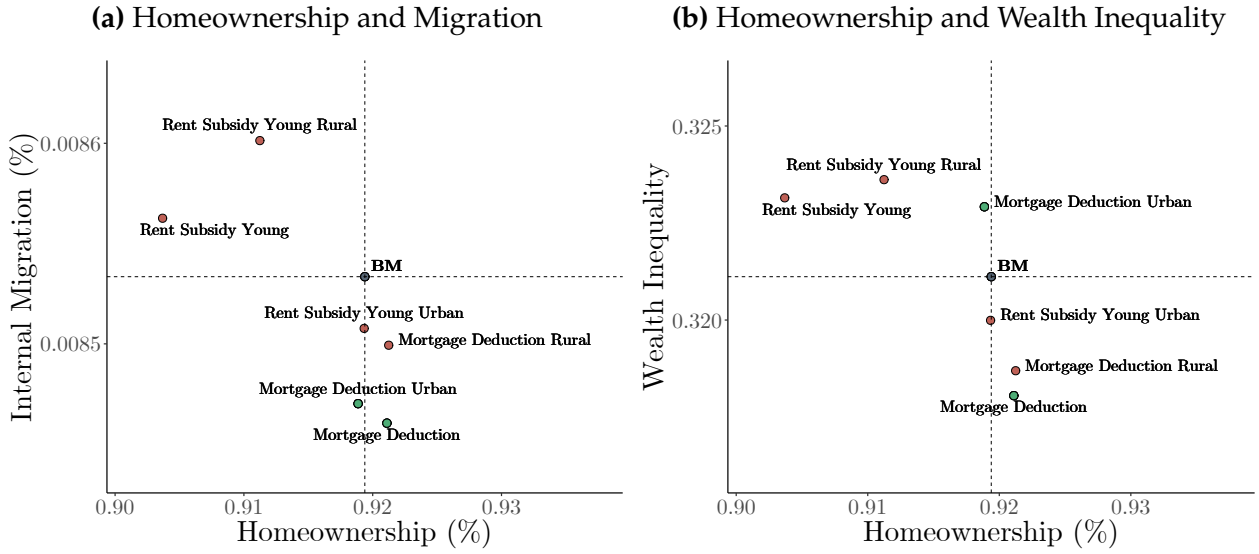 (a) Homeownership and Migration
Internal Migration (%)
0.0086
0.0085
Rent Subsidy Young Rural
Rent Subsidy Young
BM
Rent Subsidy Young Urban
Mortgage Deduction Rural
Mortgage Deduction Urban
Mortgage Deduction
0.90
0.91
0.92
0.93
Homeownership (%)
(b) Homeownership and Wealth Inequality
Wealth Inequality
0.325
0.320
Rent Subsidy Young Rural
Rent Subsidy Young
Mortgage Deduction Urban
BM
Rent Subsidy Young Urban
Mortgage Deduction Rural
Mortgage Deduction
0.90
0.91
0.92
0.93
Homeownership (%)